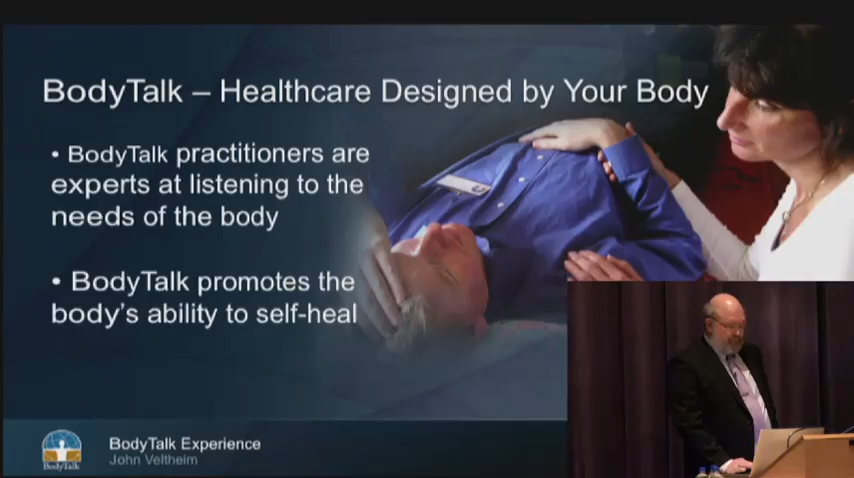 BodyTalk – Healthcare Designed by Your Body
• BodyTalk practitioners are
experts at listening to the
needs of the body
• BodyTalk promotes the
body's ability to self-heal
BodyTalk Experience
John Veltheim
BodyTalk